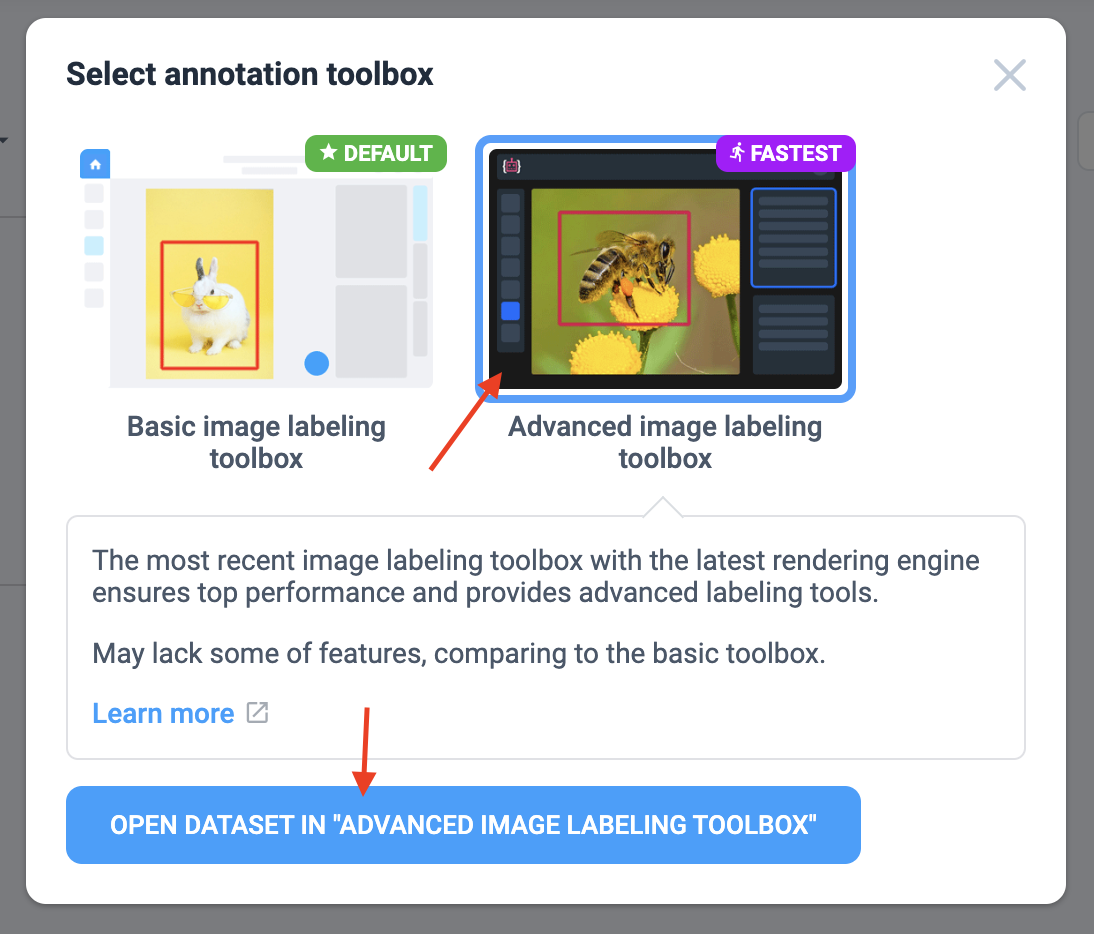 Select annotation toolbox
DEFAULT
FASTEST
Basic image labeling
toolbox
Advanced image labeling
toolbox
The most recent image labeling toolbox with the latest rendering engine
ensures top performance and provides advanced labeling tools.
May lack some of features, comparing to the basic toolbox.
Learn more
OPEN DATASET IN "ADVANCED IMAGE LABELING TOOLBOX"